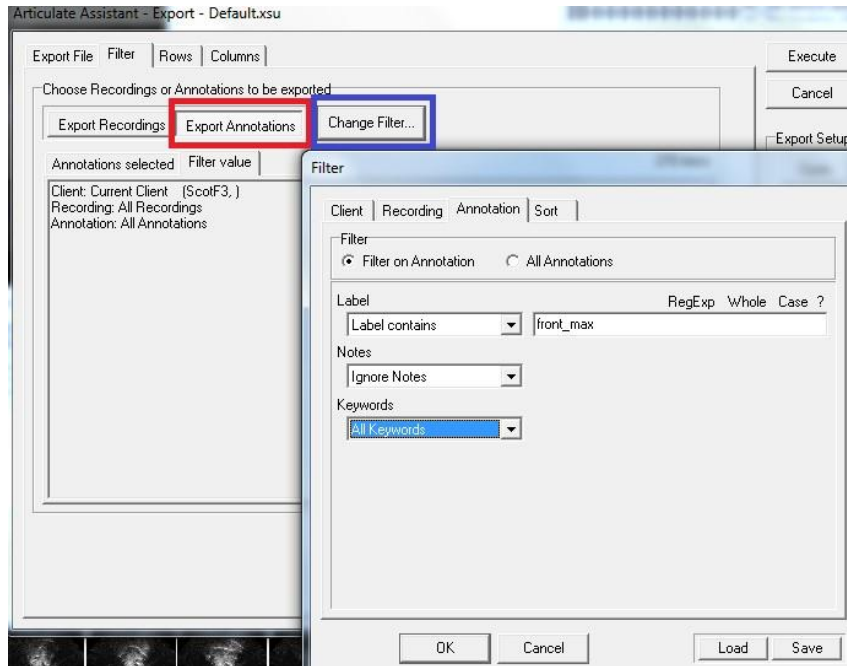 Articulate Assistant - Export - Default.xsu
Export File Filter Rows Columns
Execute
Choose Recordings or Annotations to be exported
Cancel
Export Recordings Export Annotations Change Filter...
Export Setup
Annotations selected Filter value
Filter
Client: Current Client (ScotF3, )
Recording: All Recordings
Annotation: All Annotations
Client Recording Annotation Sort
Filter
Filter on Annotation All Annotations
Label RegExp Whole Case ?
Label contains front_max
Notes
Ignore Notes
Keywords
All Keywords
OK Cancel Load Save